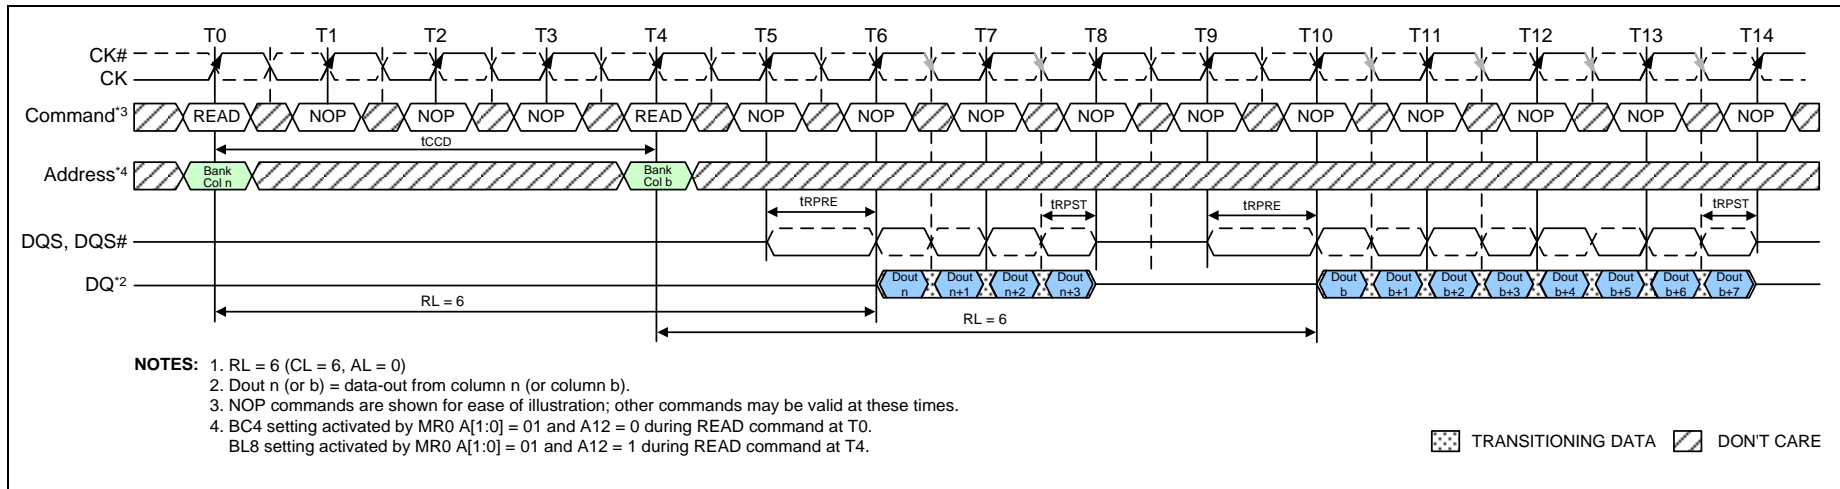 T0 T1 T2 T3 T4 T5 T6 T7 T8 T9 T10 T11 T12 T13 T14
CK#
CK
Command*3 READ NOP NOP NOP READ NOP NOP NOP NOP NOP NOP NOP NOP NOP NOP
tCCD
Address*4 Bank Col n Bank Col b
tRPRE tRPST tRPRE tRPST
DQS, DQS#
DQ*2 Dout n Dout n+1 Dout n+2 Dout n+3 Dout b Dout b+1 Dout b+2 Dout b+3 Dout b+4 Dout b+5 Dout b+6 Dout b+7
RL = 6
RL = 6
NOTES: 1. RL = 6 (CL = 6, AL = 0)
2. Dout n (or b) = data-out from column n (or column b).
3. NOP commands are shown for ease of illustration; other commands may be valid at these times.
4. BC4 setting activated by MR0 A[1:0] = 01 and A12 = 0 during READ command at T0.
BL8 setting activated by MR0 A[1:0] = 01 and A12 = 1 during READ command at T4.
TRANSITIONING DATA DON'T CARE